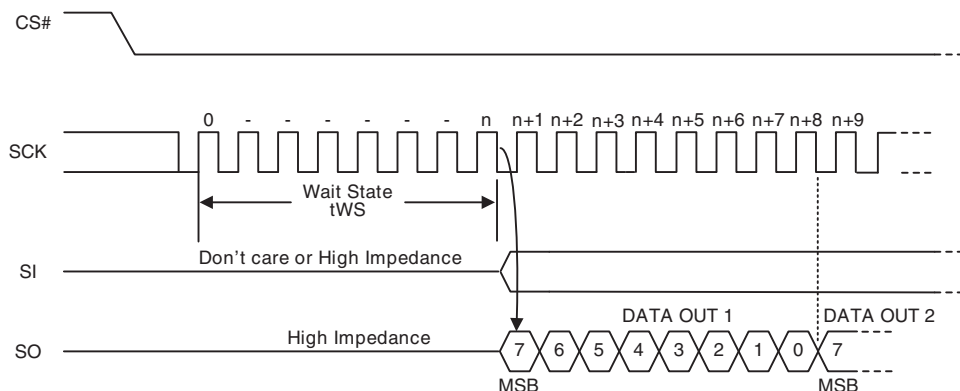 CS#
0 - - - - - - n n+1 n+2 n+3 n+4 n+5 n+6 n+7 n+8 n+9
SCK
Wait State
tWS
Don't care or High Impedance
SI
DATA OUT 1 DATA OUT 2
High Impedance
SO
7 6 5 4 3 2 1 0 7
MSB MSB